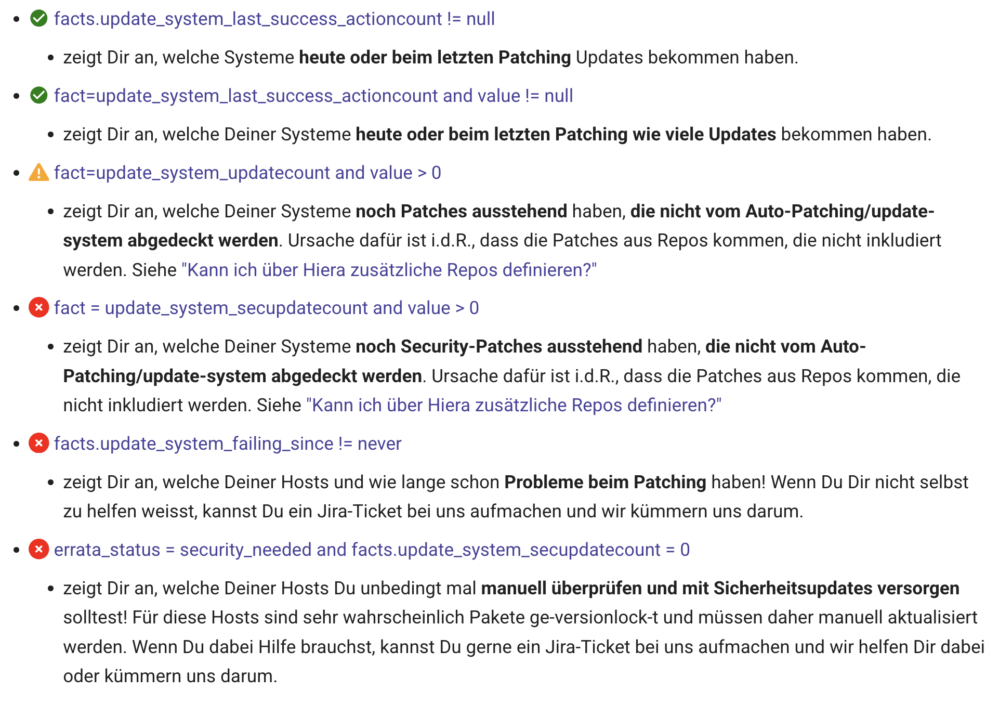 facts.update_system_last_success_actioncount != null
zeigt Dir an, welche Systeme heute oder beim letzten Patching Updates bekommen haben.
fact=update_system_last_success_actioncount and value != null
zeigt Dir an, welche Deiner Systeme heute oder beim letzten Patching wie viele Updates bekommen haben.
fact=update_system_updatecount and value > 0
zeigt Dir an, welche Deiner Systeme noch Patches ausstehend haben, die nicht vom Auto-Patching/update-
system abgedeckt werden. Ursache dafür ist i.d.R., dass die Patches aus Repos kommen, die nicht inkludiert
werden. Siehe "Kann ich über Hiera zusätzliche Repos definieren?"
fact = update_system_secupdatecount and value > 0
zeigt Dir an, welche Deiner Systeme noch Security-Patches ausstehend haben, die nicht vom Auto-
Patching/update-system abgedeckt werden. Ursache dafür ist i.d.R., dass die Patches aus Repos kommen, die
nicht inkludiert werden. Siehe "Kann ich über Hiera zusätzliche Repos definieren?"
facts.update_system_failing_since != never
zeigt Dir an, welche Deiner Hosts und wie lange schon Probleme beim Patching haben! Wenn Du Dir nicht selbst
zu helfen weisst, kannst Du ein Jira-Ticket bei uns aufmachen und wir kümmern uns darum.
errata_status = security_needed and facts.update_system_secupdatecount = 0
zeigt Dir an, welche Deiner Hosts Du unbedingt mal manuell überprüfen und mit Sicherheitsupdates versorgen
solltest! Für diese Hosts sind sehr wahrscheinlich Pakete ge-versionlock-t und müssen daher manuell aktualisiert
werden. Wenn Du dabei Hilfe brauchst, kannst Du gerne ein Jira-Ticket bei uns aufmachen und wir helfen Dir dabei
oder kümmern uns darum.